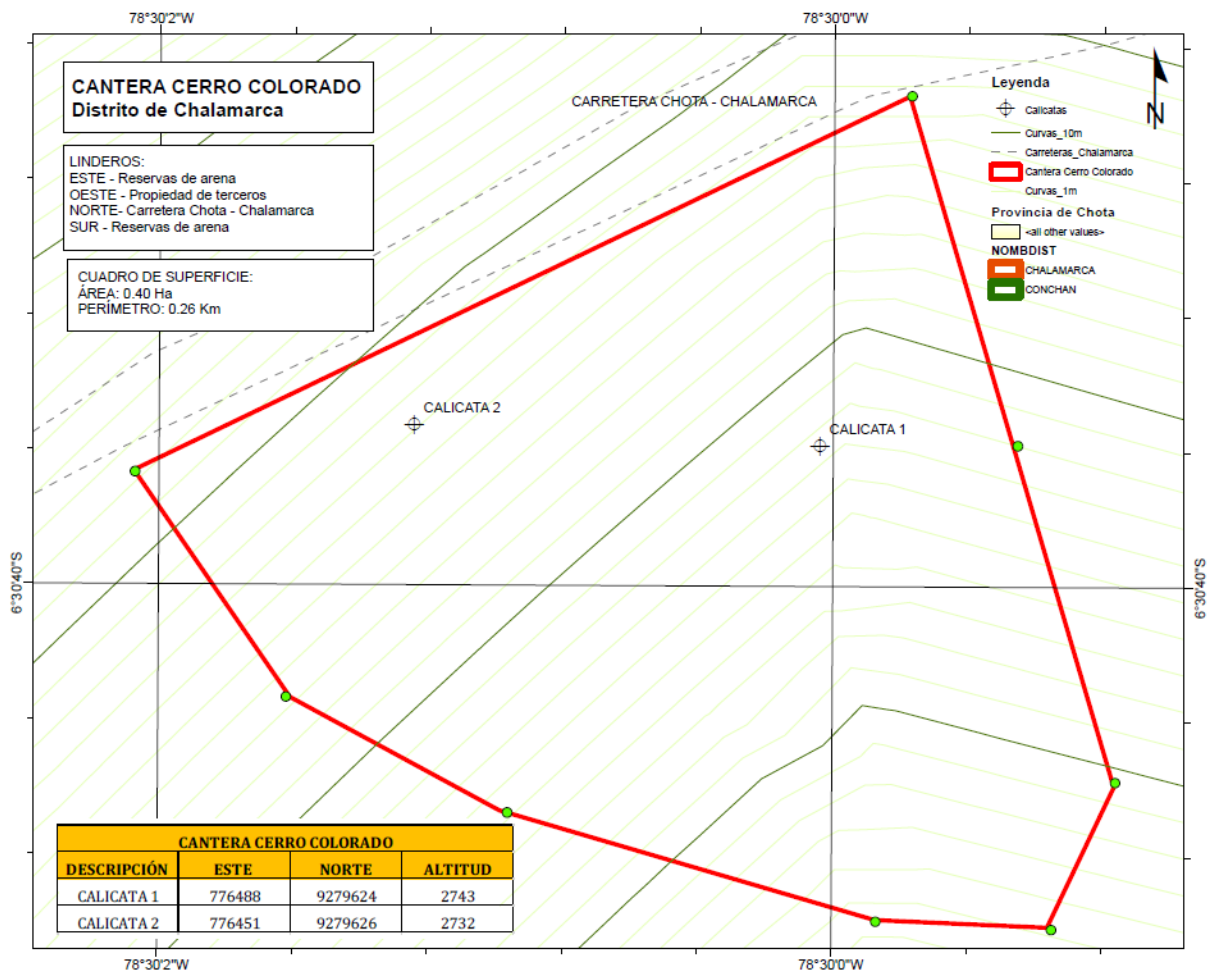 78°30'2"W
78°30'0"W
CANTERA CERRO COLORADO
Distrito de Chalamarca
LINDEROS:
ESTE - Reservas de arena
OESTE - Propiedad de terceros
NORTE- Carretera Chota - Chalamarca
SUR - Reservas de arena
CUADRO DE SUPERFICIE:
ÁREA: 0.40 Ha
PERÍMETRO: 0.26 Km
CARRETERA CHOTA - CHALAMARCA
Leyenda
Calicatas
Curvas_10m
Carreteras_Chalamarca
Cantera Cerro Colorado
Curvas_1m
Provincia de Chota
<all other values>
NOMBDIST
CHALAMARCA
CONCHAN
N
CALICATA 2
CALICATA 1
6°30'40"S
6°30'40"S
CANTERA CERRO COLORADO
DESCRIPCIÓN ESTE NORTE ALTITUD
CALICATA 1 776488 9279624 2743
CALICATA 2 776451 9279626 2732
78°30'2"W
78°30'0"W